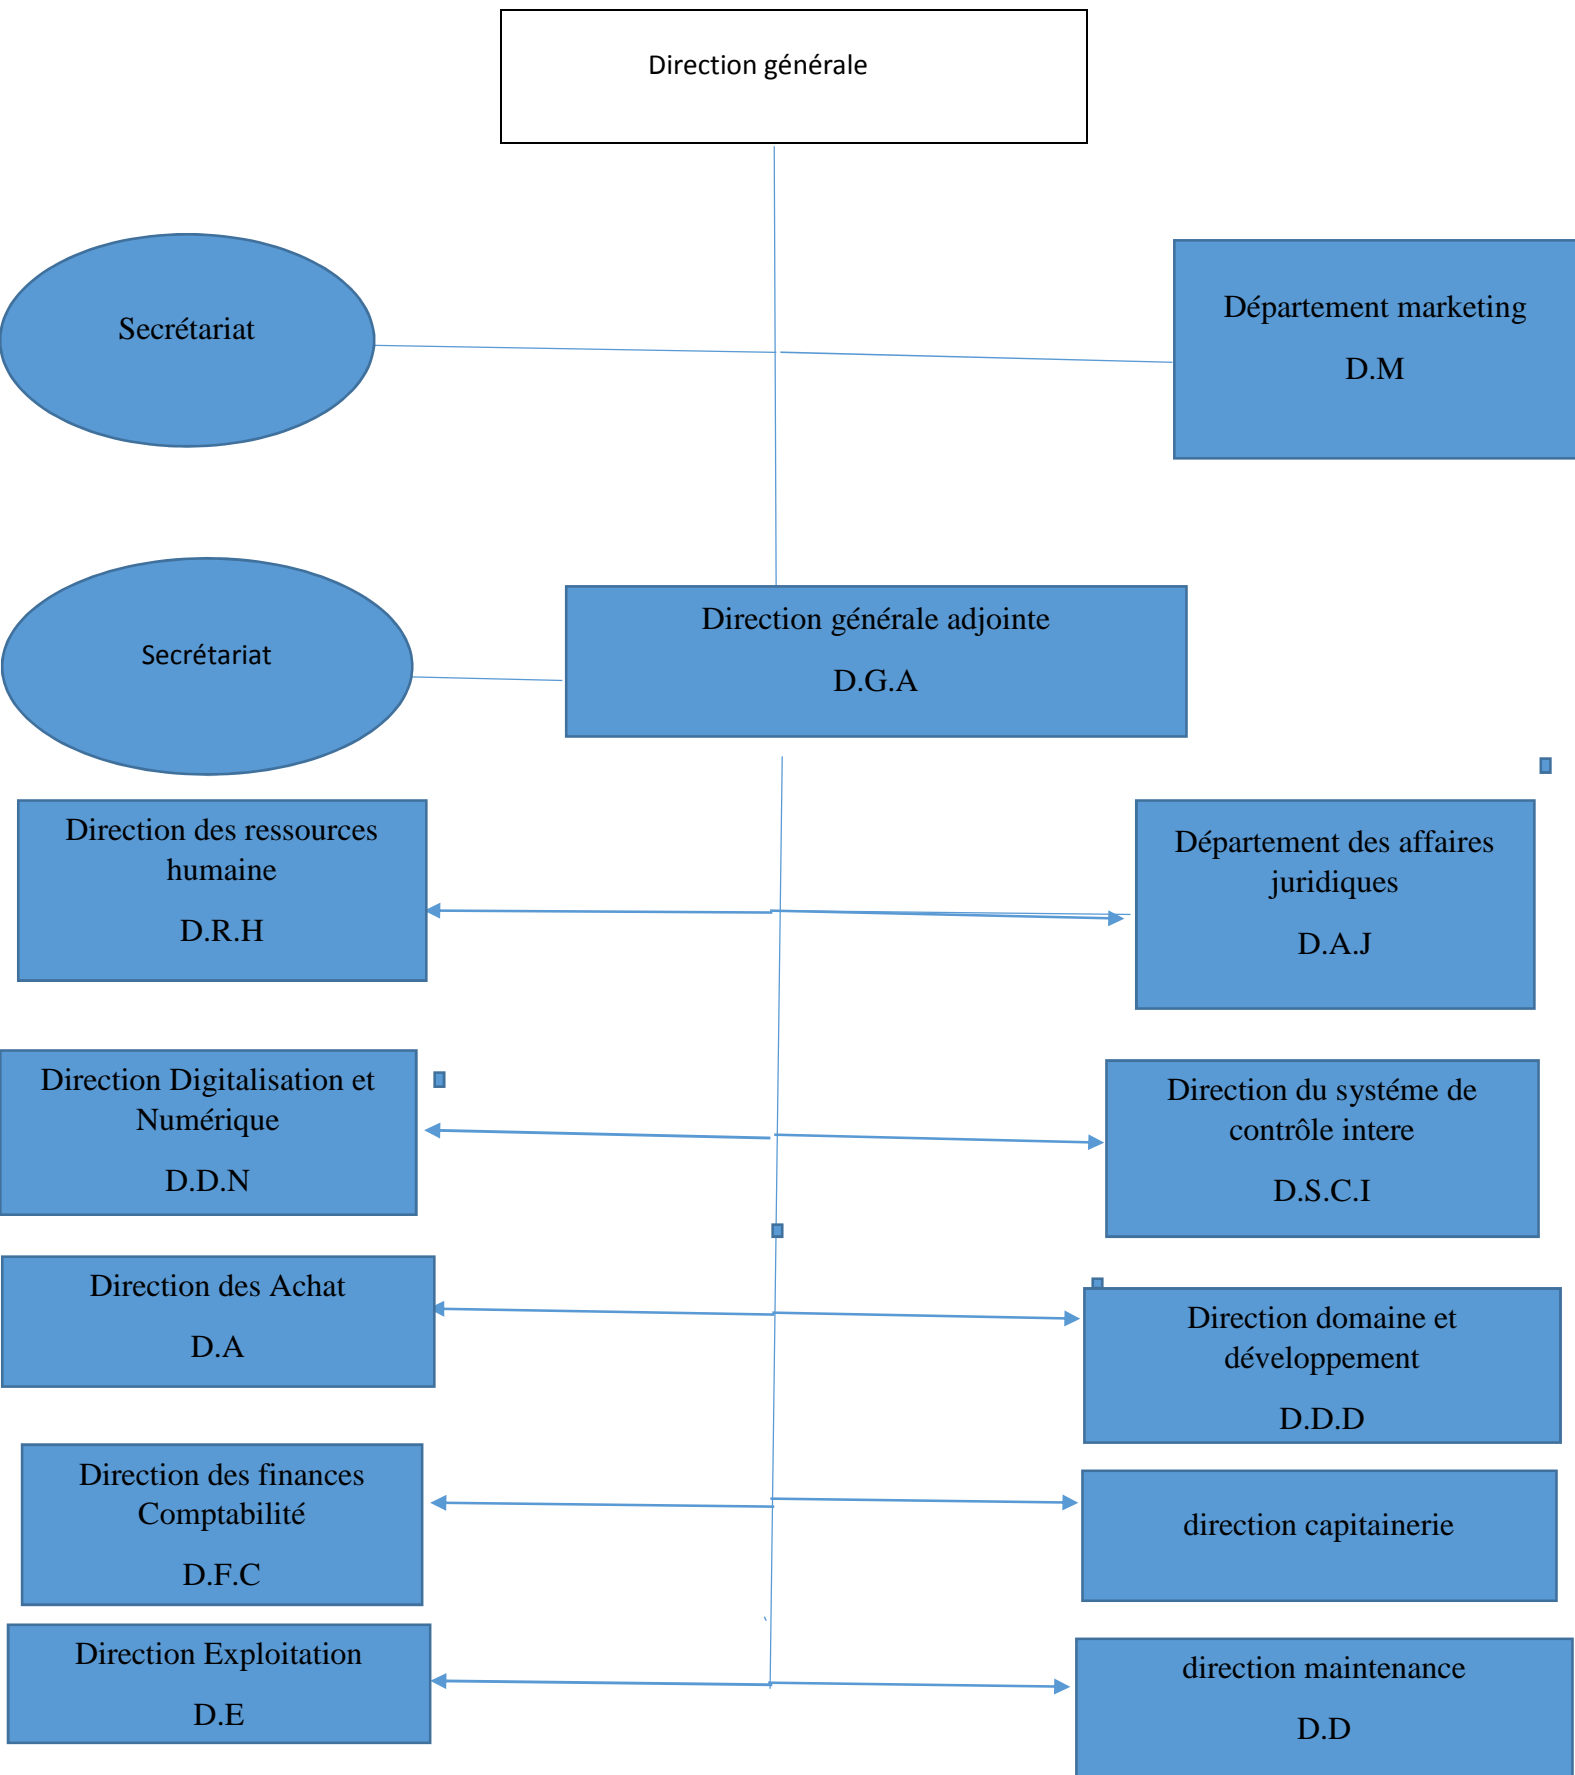 Direction générale
Secrétariat
Département marketing
D.M
Secrétariat
Direction générale adjointe
D.G.A
Direction des ressources
humaine
D.R.H
Département des affaires
juridiques
D.A.J
Direction Digitalisation et
Numérique
D.D.N
Direction du systéme de
contrôle intere
D.S.C.I
Direction des Achat
D.A
Direction domaine et
développement
D.D.D
Direction des finances
Comptabilité
D.F.C
direction capitainerie
Direction Exploitation
D.E
direction maintenance
D.D